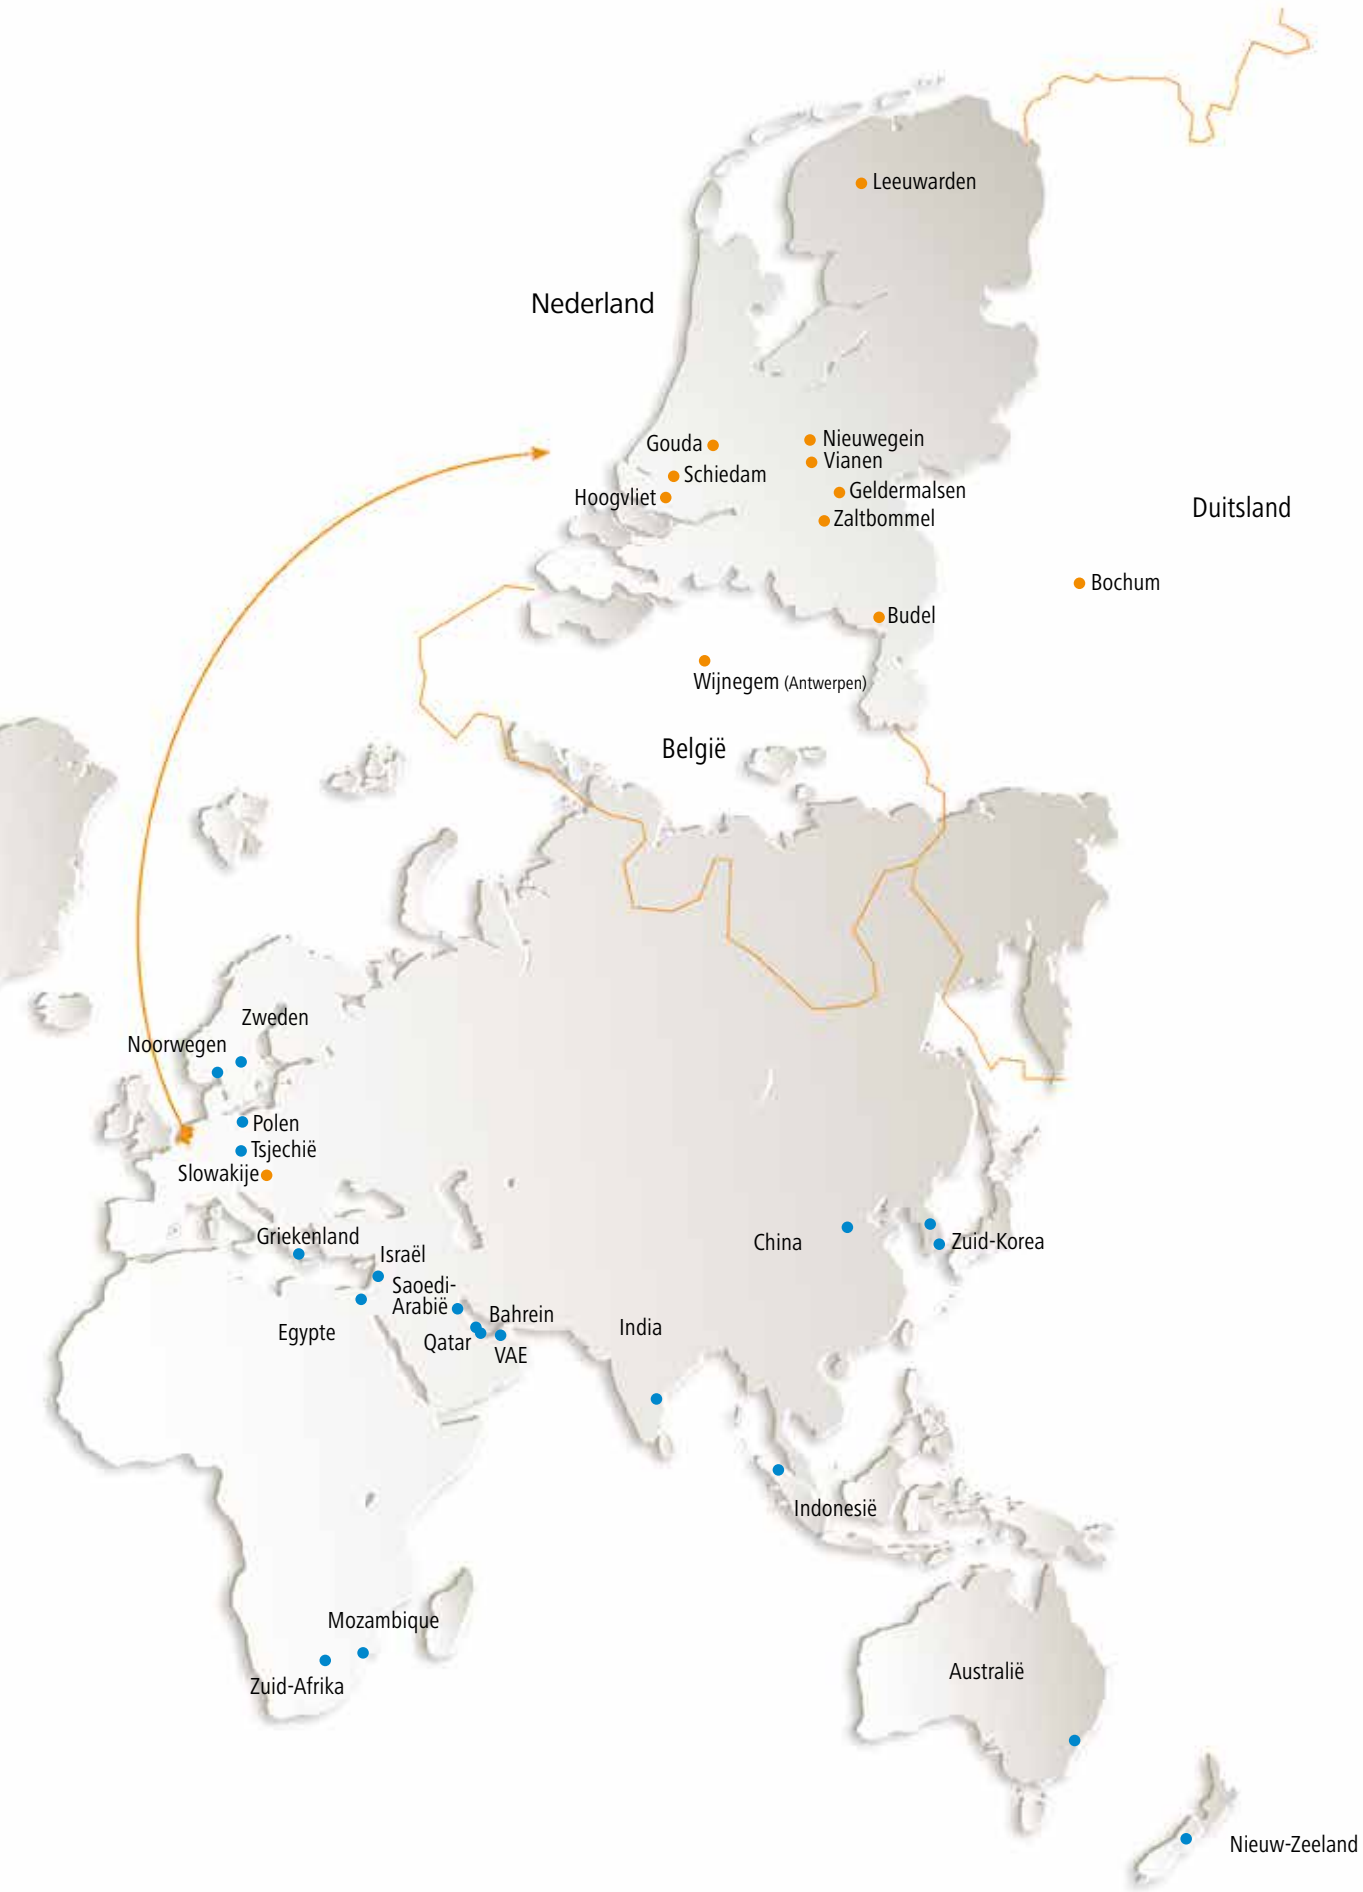 Leeuwarden
Nederland
Gouda
Nieuwegein
Vianen
Schiedam
Hoogvliet
Geldermalsen
Zaltbommel
Duitsland
Bochum
Budel
Wijnegem (Antwerpen)
België
Zweden
Noorwegen
Polen
Tsjechië
Slowakije
Griekenland
Israël
Saoedi-
Arabië
Bahrein
Qatar
VAE
Egypte
India
China
Zuid-Korea
Indonesië
Mozambique
Zuid-Afrika
Australië
Nieuw-Zeeland